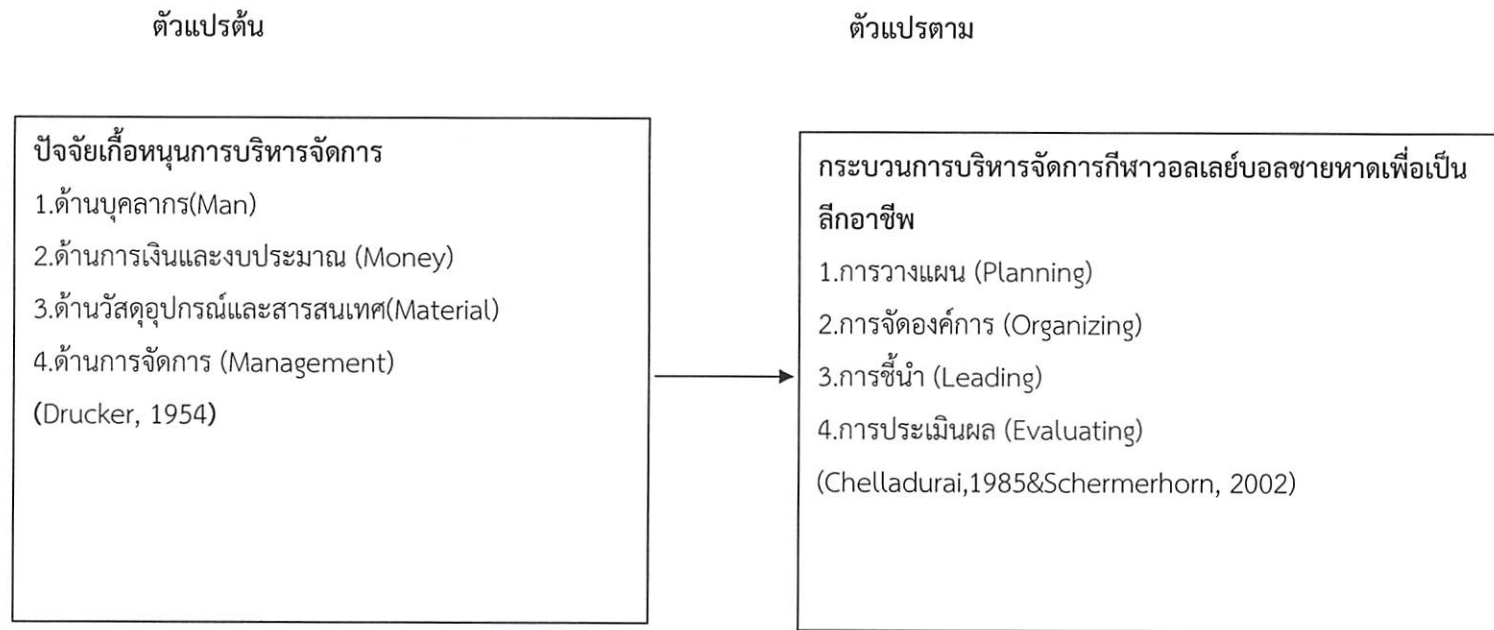 ตัวแปรต้น
ตัวแปรตาม
ปัจจัยเกื้อหนุนการบริหารจัดการ
1.ด้านบุคลากร(Man)
2.ด้านการเงินและงบประมาณ (Money)
3.ด้านวัสดุอุปกรณ์และสารสนเทศ(Material)
4.ด้านการจัดการ (Management)
(Drucker, 1954)
กระบวนการบริหารจัดการกีฬาวอลเลย์บอลชายหาดเพื่อเป็น
ลีกอาชีพ
1.การวางแผน (Planning)
2.การจัดองค์การ (Organizing)
3.การชี้นำ (Leading)
4.การประเมินผล (Evaluating)
(Chelladurai,1985&Schermerhorn, 2002)